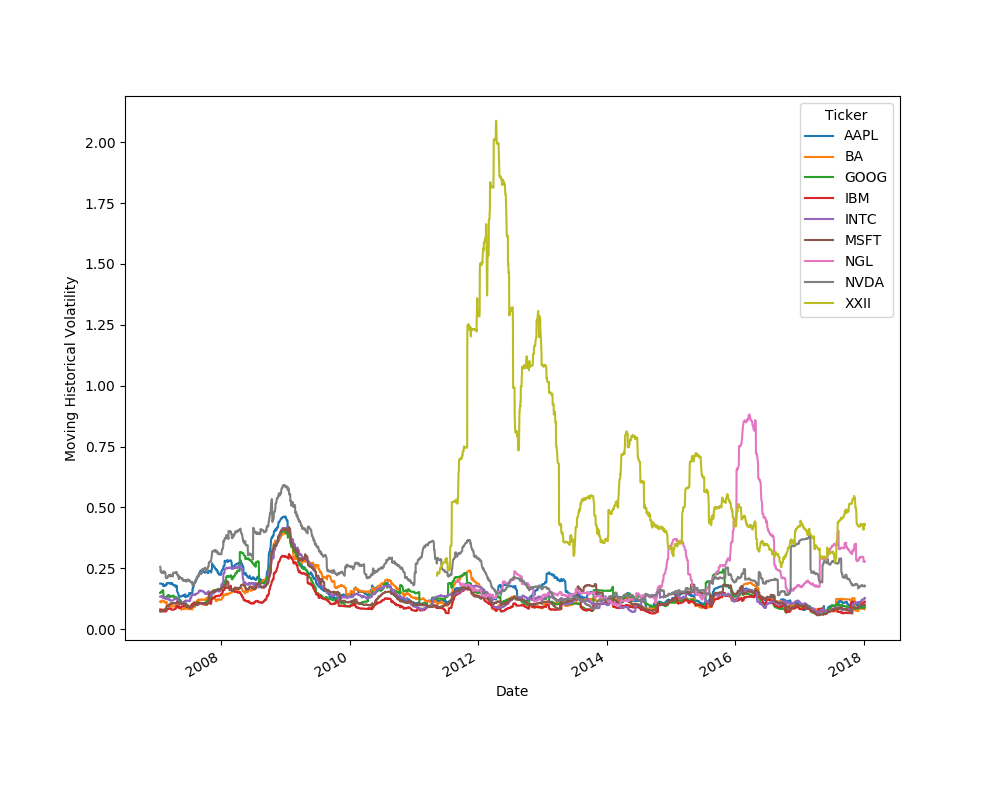 Ticker
AAPL
BA
GOOG
IBM
INTC
MSFT
NGL
NVDA
XXII
2.00
1.75
1.50
1.25
1.00
0.75
0.50
0.25
0.00
Moving Historical Volatility
2008
2010
2012
2014
2016
2018
Date